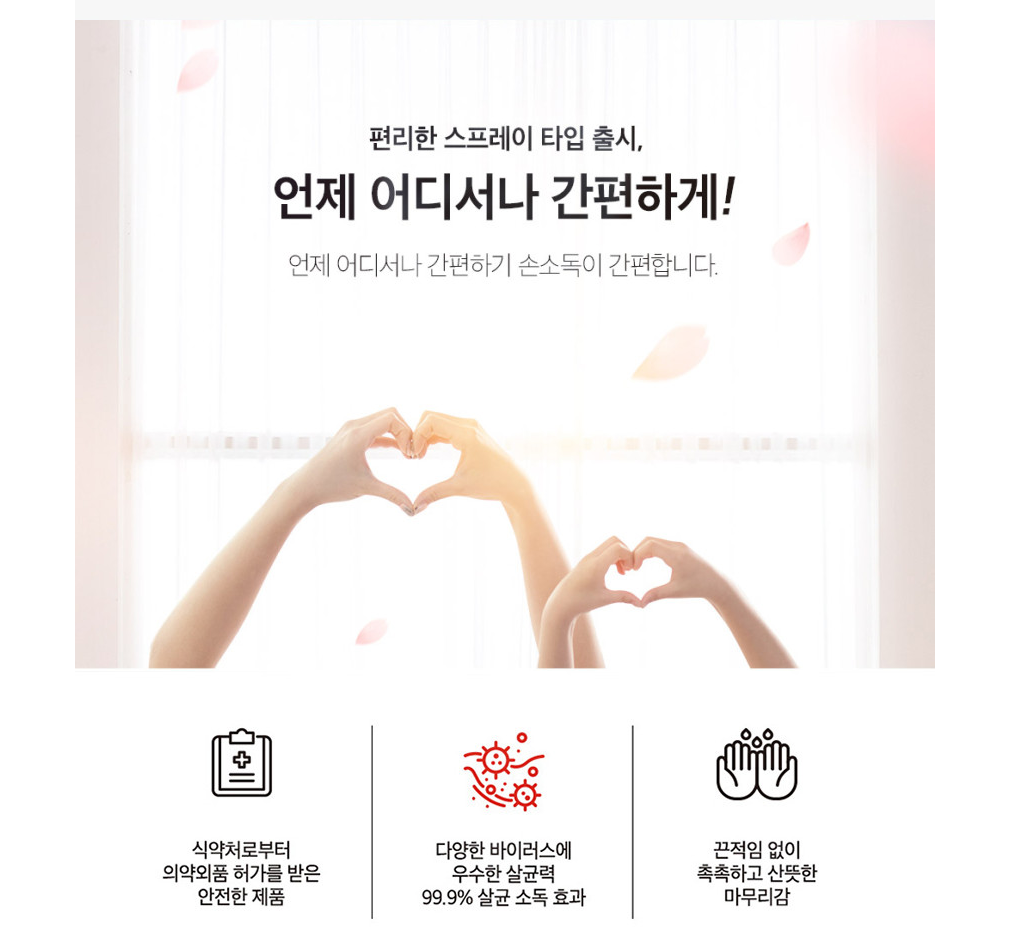 편리한 스프레이 타입 출시,
언제 어디서나 간편하게!
언제 어디서나 간편하기 손소독이 간편합니다.
식약처로부터
의약외품 허가를 받은
안전한 제품
다양한 바이러스에
우수한 살균력
99.9% 살균 소독 효과
끈적임 없이
촉촉하고 산뜻한
마무리감